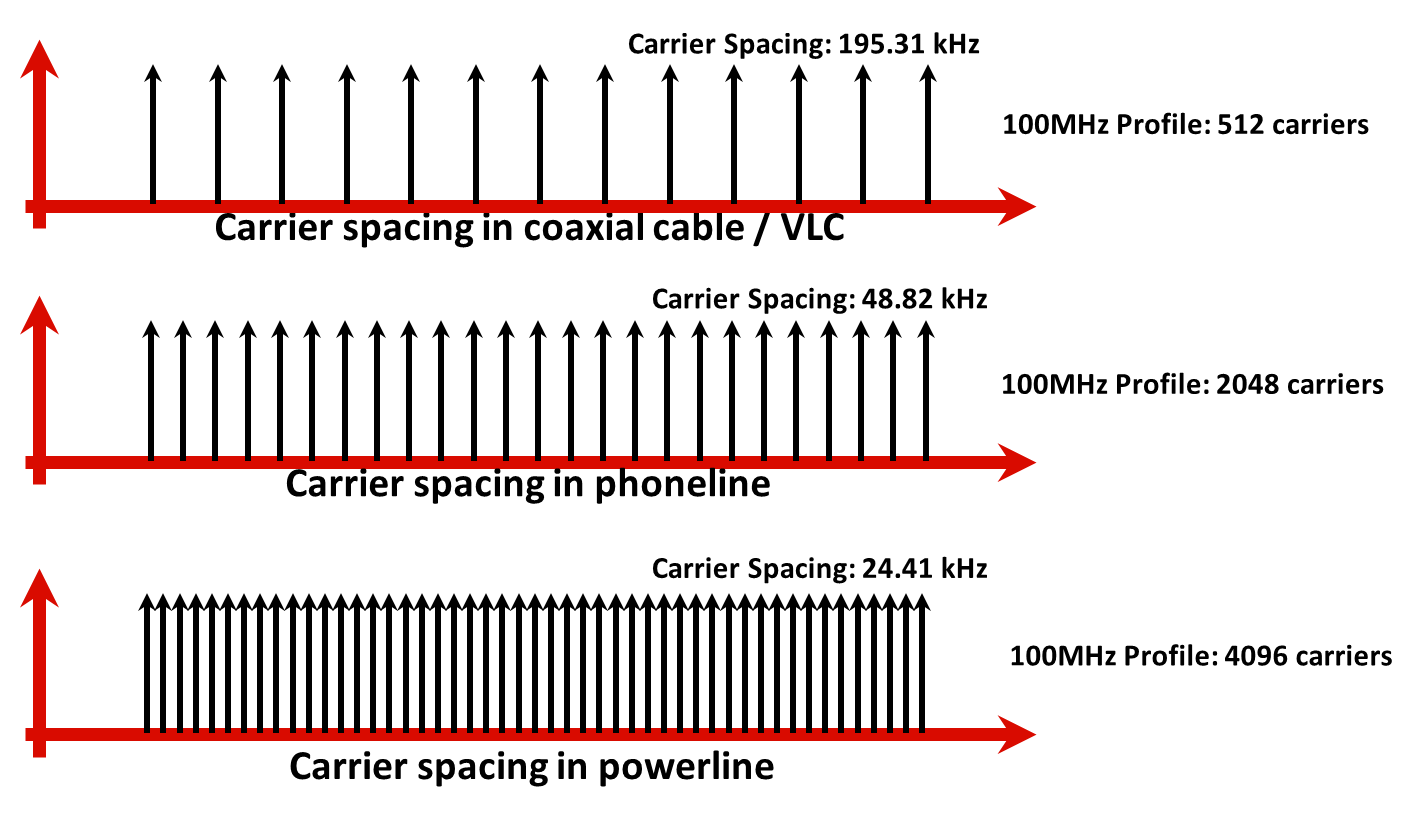 Carrier Spacing: 195.31 kHz
100MHz Profile: 512 carriers
Carrier spacing in coaxial cable / VLC
Carrier Spacing: 48.82 kHz
100MHz Profile: 2048 carriers
Carrier spacing in phoneline
Carrier Spacing: 24.41 kHz
100MHz Profile: 4096 carriers
Carrier spacing in powerline